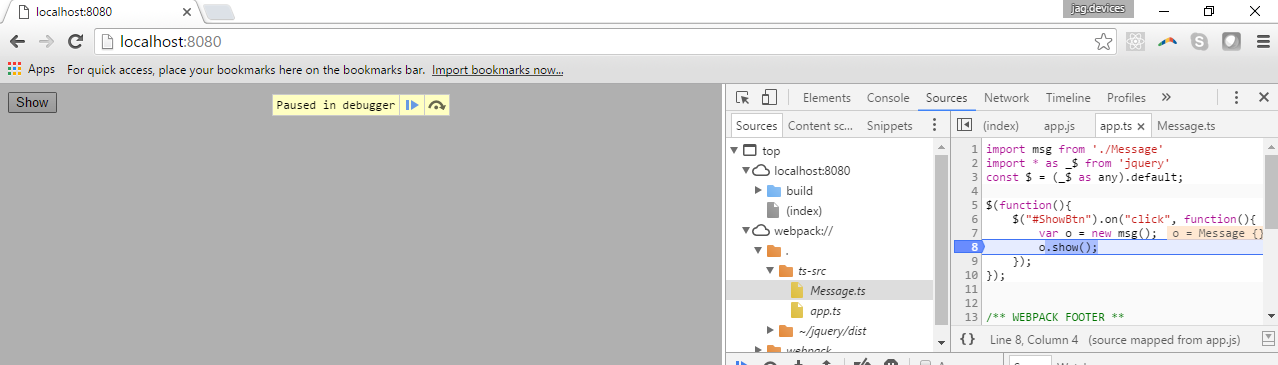 localhost:8080
jag.devices
localhost:8080
Apps For quick access, place your bookmarks here on the bookmarks bar. Import bookmarks now...
Show
Paused in debugger
Elements Console Sources Network Timeline Profiles »
Sources Content sc... Snippets
(index) app.js app.ts × Message.ts
top
localhost:8080
build
(index)
webpack://
.
ts-src
Message.ts
app.ts
~/jquery/dist
webpack
1 import msg from './Message'
2 import * as _$ from 'jquery'
3 const $ = (_$ as any).default;
4
5 $(function(){
6 $("#ShowBtn").on("click", function(){
7 var o = new msg(); o = Message {}
8 o.show();
9 });
10 });
11
12
13 /** WEBPACK FOOTER **
{} Line 8, Column 4 (source mapped from app.js)